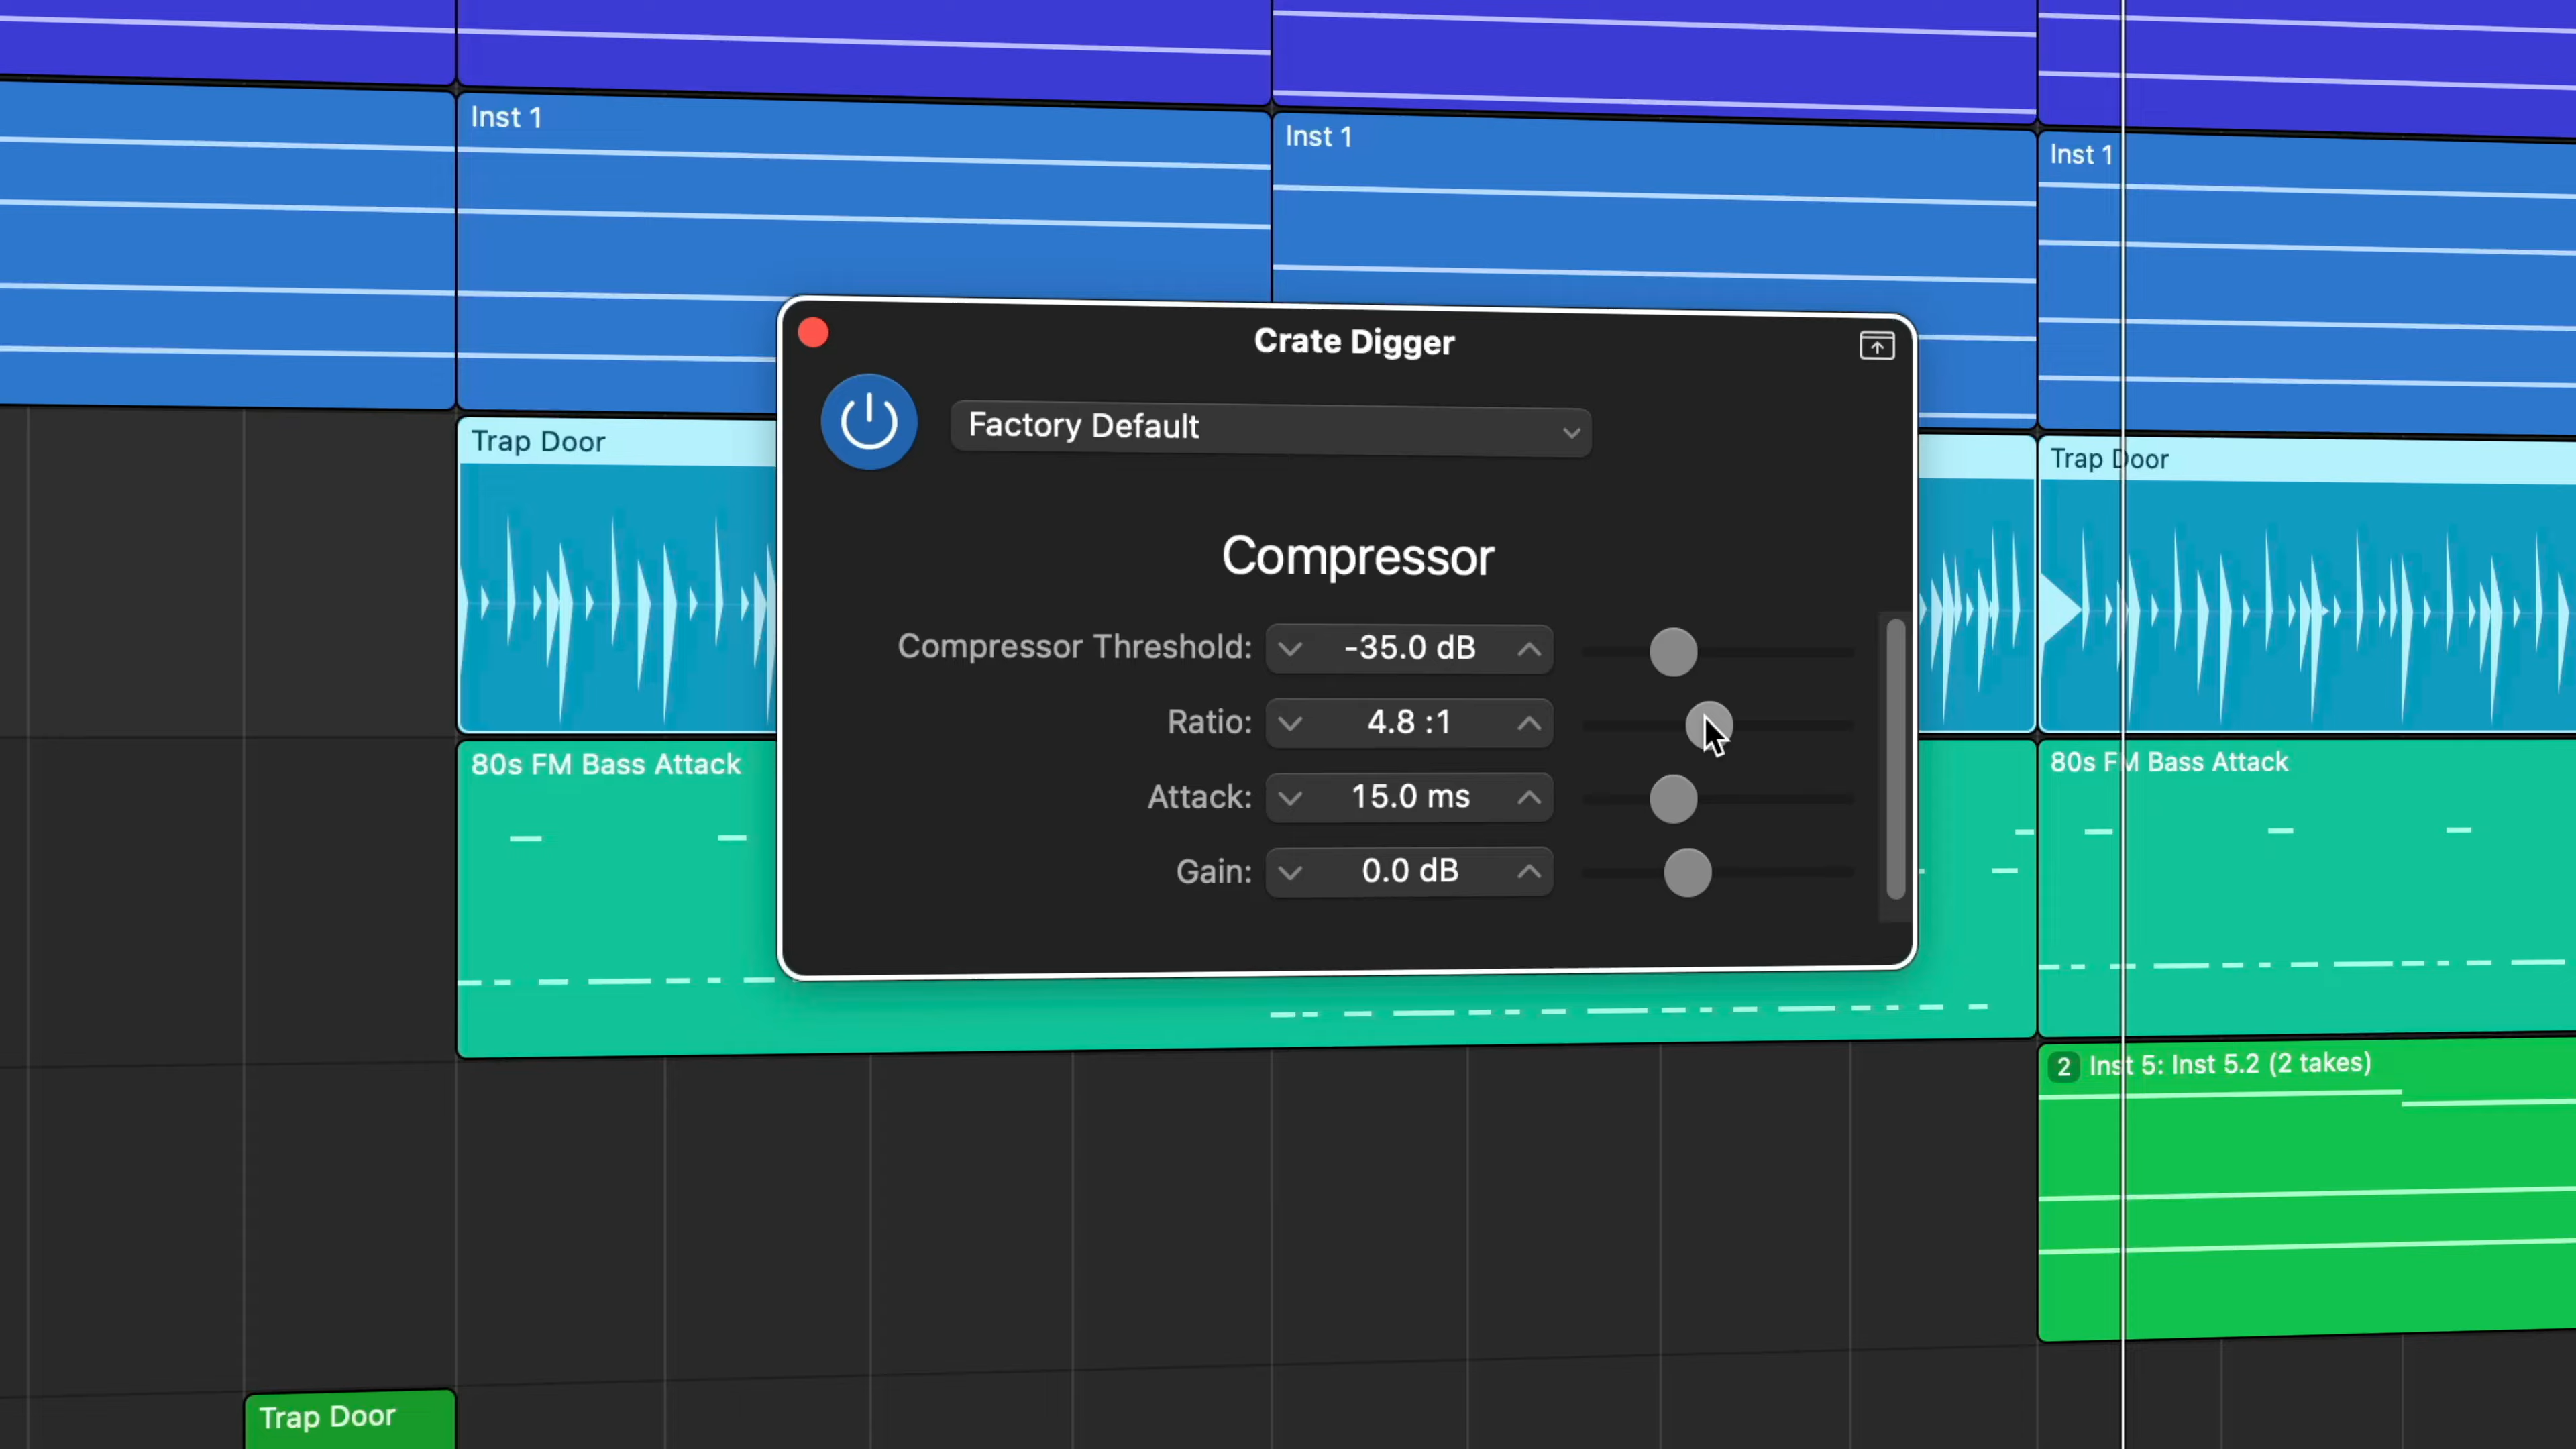 Inst 1
Inst 1
Inst 1
Crate Digger
Factory Default
Trap Door
Trap Door
Compressor
Compressor Threshold: -35.0 dB
Ratio: 4.8 :1
Attack: 15.0 ms
Gain: 0.0 dB
80s FM Bass Attack
80s FM Bass Attack
2 Inst 5: Inst 5.2 (2 takes)
Trap Door